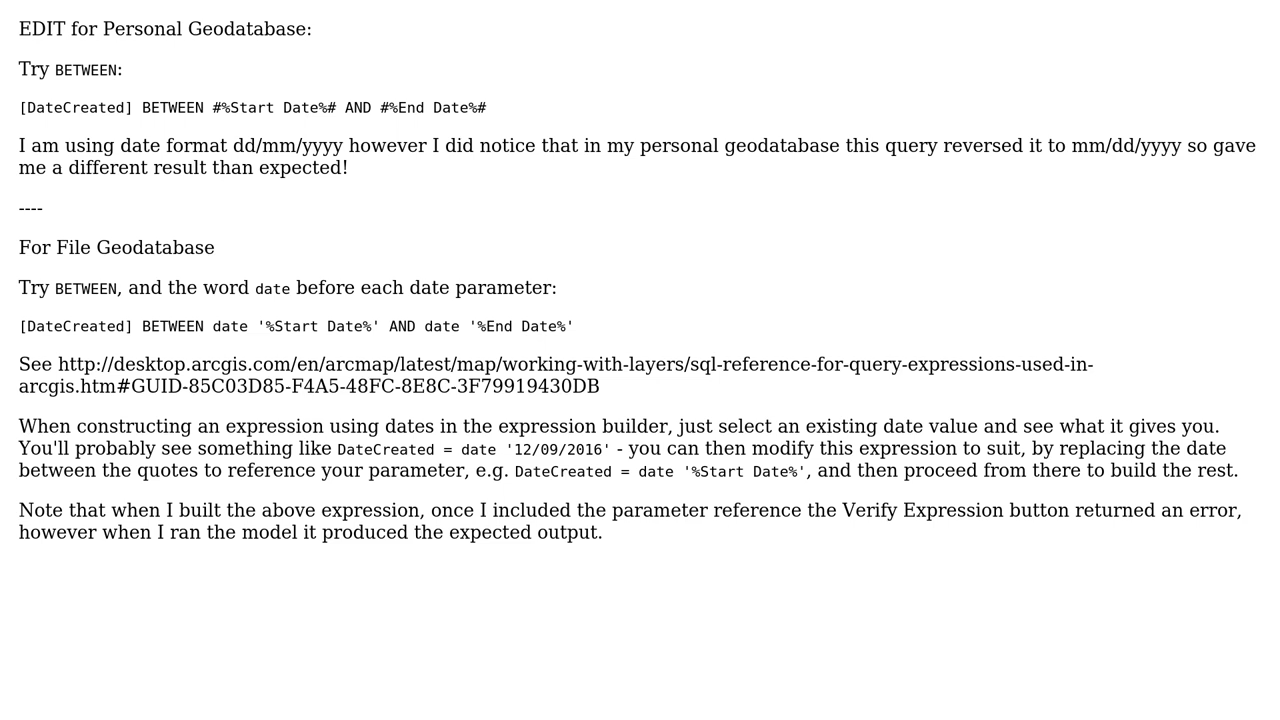 EDIT for Personal Geodatabase:
Try BETWEEN:
[DateCreated] BETWEEN #%Start Date%# AND #%End Date%#
I am using date format dd/mm/yyyy however I did notice that in my personal geodatabase this query reversed it to mm/dd/yyyy so gave
me a different result than expected!
----
For File Geodatabase
Try BETWEEN, and the word date before each date parameter:
[DateCreated] BETWEEN date '%Start Date%' AND date '%End Date%'
See http://desktop.arcgis.com/en/arcmap/latest/map/working-with-layers/sql-reference-for-query-expressions-used-in-
arcgis.htm#GUID-85C03D85-F4A5-48FC-8E8C-3F79919430DB
When constructing an expression using dates in the expression builder, just select an existing date value and see what it gives you.
You'll probably see something like DateCreated = date '12/09/2016' - you can then modify this expression to suit, by replacing the date
between the quotes to reference your parameter, e.g. DateCreated = date '%Start Date%', and then proceed from there to build the rest.
Note that when I built the above expression, once I included the parameter reference the Verify Expression button returned an error,
however when I ran the model it produced the expected output.